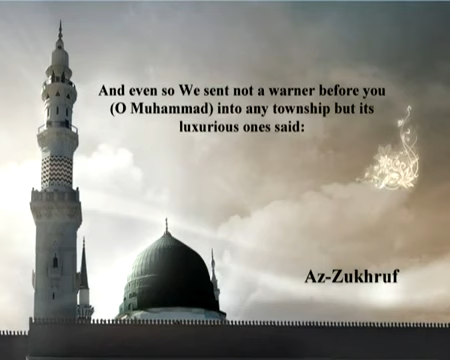 And even so We sent not a warner before you
(O Muhammad) into any township but its
luxurious ones said:
Az-Zukhruf